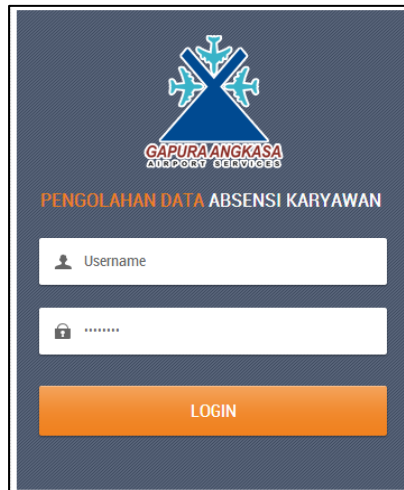 GAPURA ANGKASA
AIRPORT SERVICES
PENGOLAHAN DATA ABSENSI KARYAWAN
Username
••••••••
LOGIN